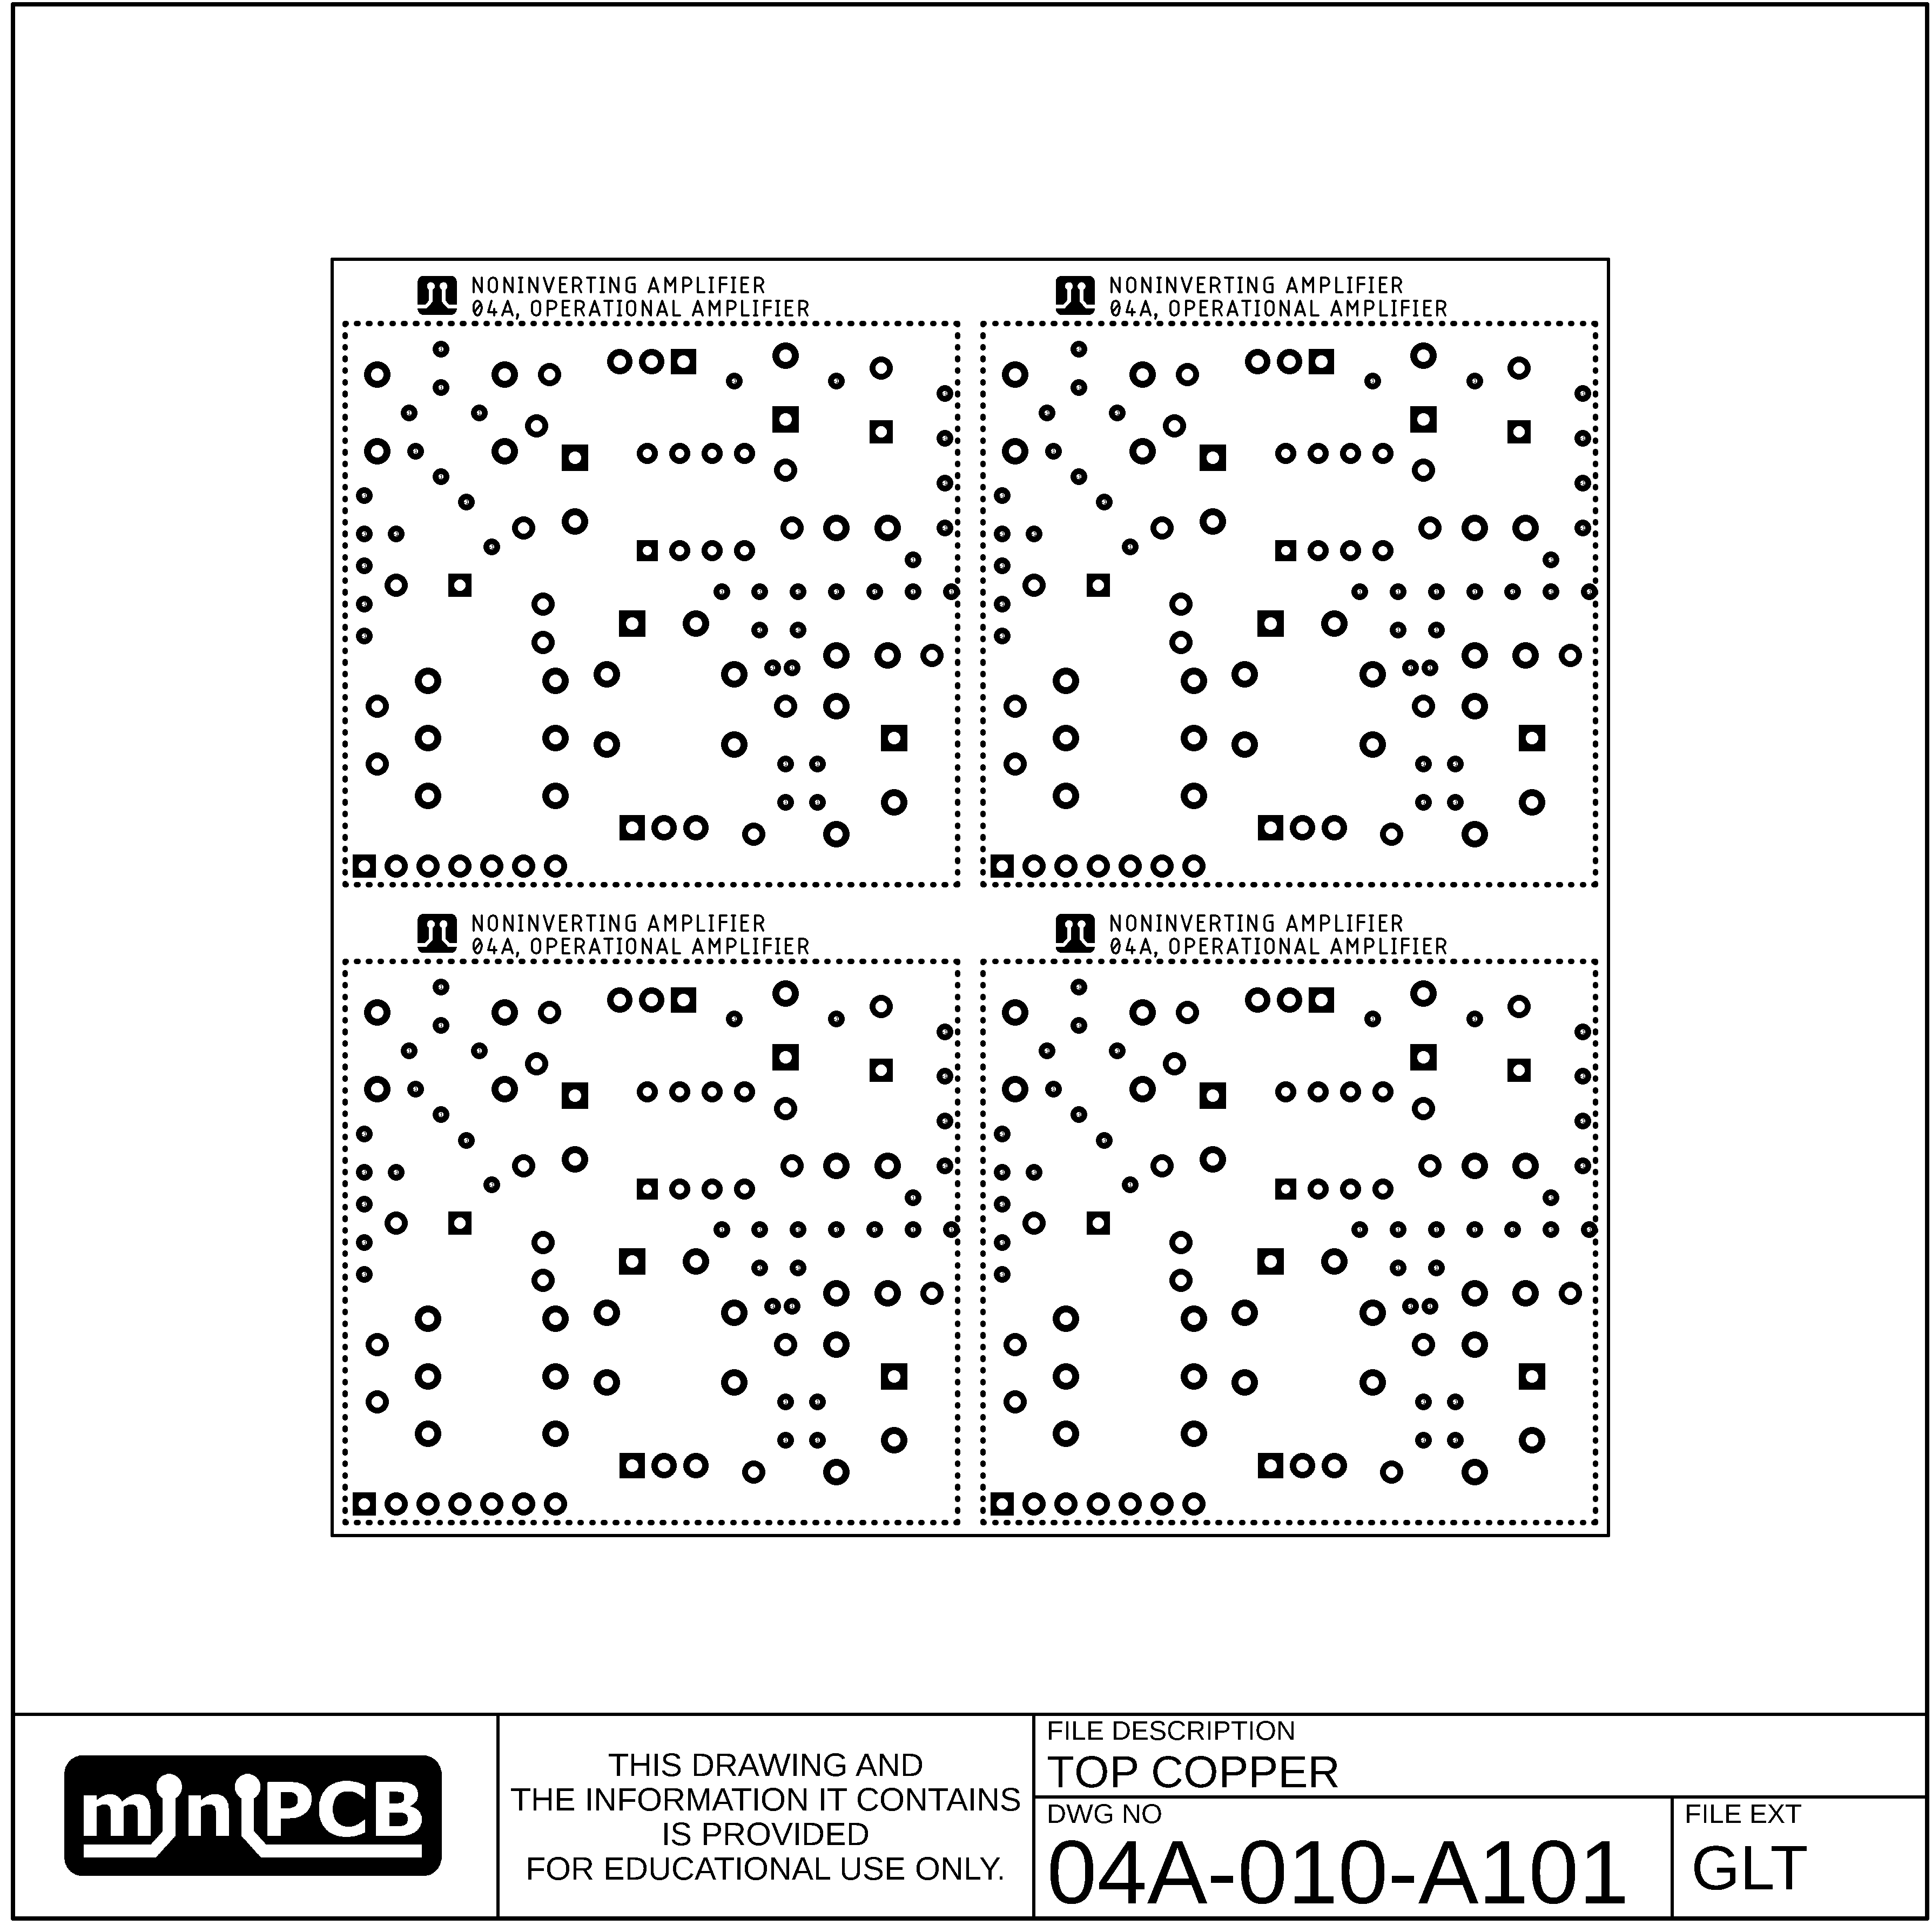 NONINVERTING AMPLIFIER
04A, OPERATIONAL AMPLIFIER
NONINVERTING AMPLIFIER
04A, OPERATIONAL AMPLIFIER
NONINVERTING AMPLIFIER
04A, OPERATIONAL AMPLIFIER
NONINVERTING AMPLIFIER
04A, OPERATIONAL AMPLIFIER
miniPCB
THIS DRAWING AND
THE INFORMATION IT CONTAINS
IS PROVIDED
FOR EDUCATIONAL USE ONLY.
FILE DESCRIPTION
TOP COPPER
DWG NO
04A-010-A101
FILE EXT
GLT